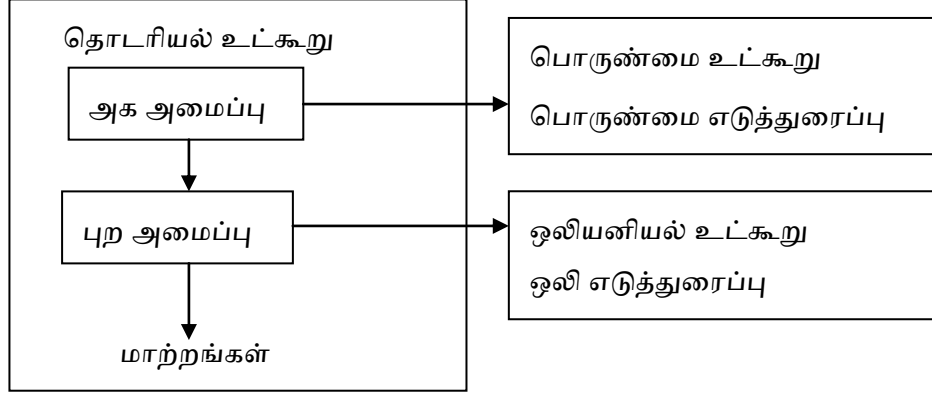 தொடரியல் உட்கூறு
அக அமைப்பு
புற அமைப்பு
மாற்றங்கள்
பொருண்மை உட்கூறு
பொருண்மை எடுத்துரைப்பு
ஒலியனியல் உட்கூறு
ஒலி எடுத்துரைப்பு